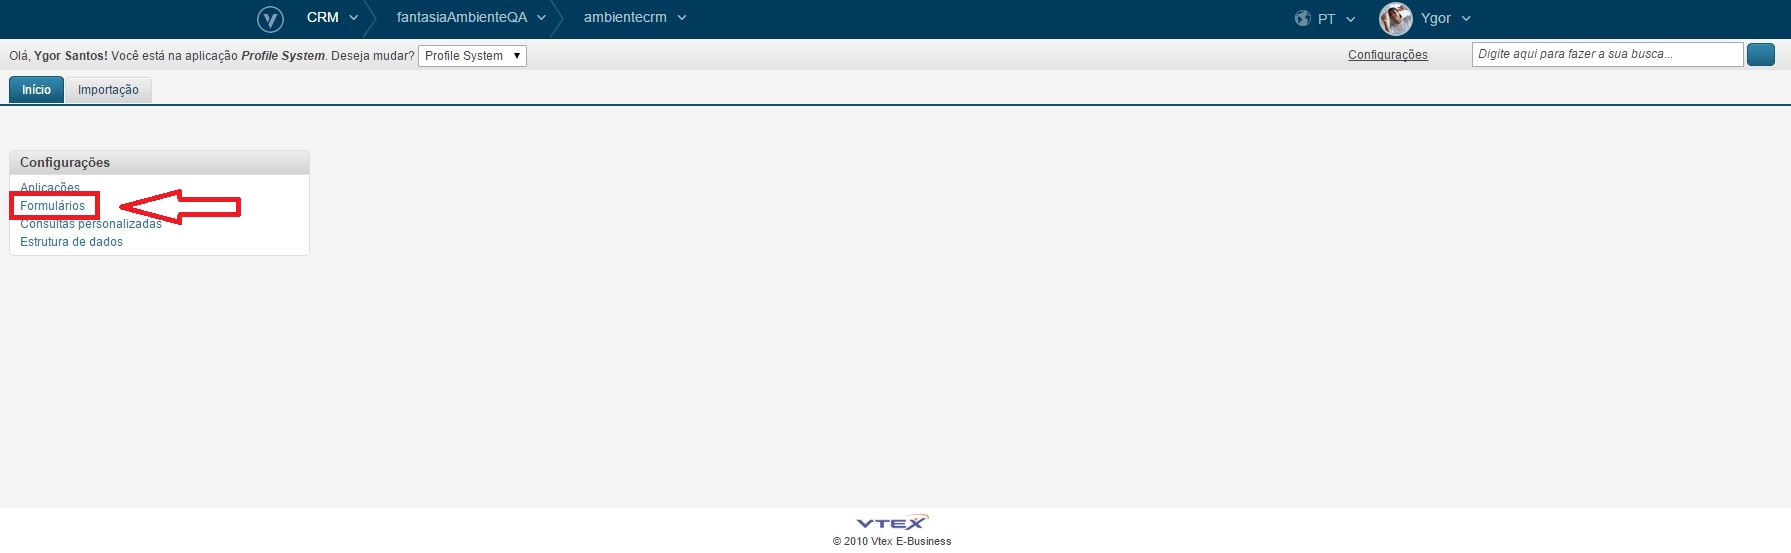 CRM fantasiaAmbienteQA ambientecrm PT Ygor
Olá, Ygor Santos! Você está na aplicação Profile System. Deseja mudar? Profile System Configurações Digite aqui para fazer a sua busca...
Início Importação
Configurações
Aplicações
Formulários
Consultas personalizadas
Estrutura de dados
VTEX
© 2010 Vtex E-Business